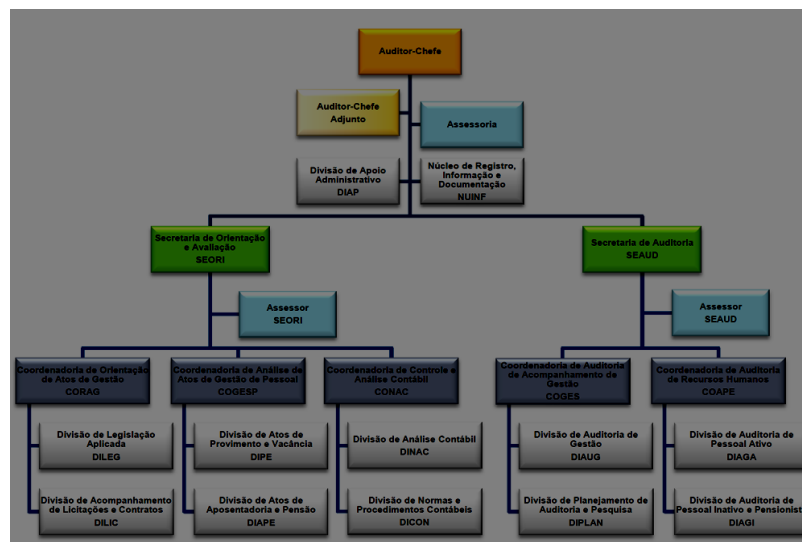 Auditor-Chefe
Auditor-Chefe
Adjunto
Assessoria
Divisão de Apoio
Administrativo
DIAP
Núcleo de Registro,
Informação e
Documentação
NUINF
Secretaria de Orientação
e Avaliação
SEORI
Secretaria de Auditoria
SEAUD
Assessor
SEORI
Assessor
SEAUD
Coordenadoria de Orientação
de Atos de Gestão
CORAG
Coordenadoria de Análise de
Atos de Gestão de Pessoal
COGESP
Coordenadoria de Controle e
Análise Contábil
CONAC
Coordenadoria de Auditoria
de Acompanhamento de
Gestão
COGES
Coordenadoria de Auditoria
de Recursos Humanos
COAPE
Divisão de Legislação
Aplicada
DILEG
Divisão de Atos de
Provimento e Vacância
DIPE
Divisão de Análise Contábil
DINAC
Divisão de Auditoria de
Gestão
DIAUG
Divisão de Auditoria de
Pessoal Ativo
DIAGA
Divisão de Acompanhamento
de Licitações e Contratos
DILIC
Divisão de Atos de
Aposentadoria e Pensão
DIAPE
Divisão de Normas e
Procedimentos Contábeis
DICON
Divisão de Planejamento de
Auditoria e Pesquisa
DIPLAN
Divisão de Auditoria de
Pessoal Inativo e Pensionist
DIAGI